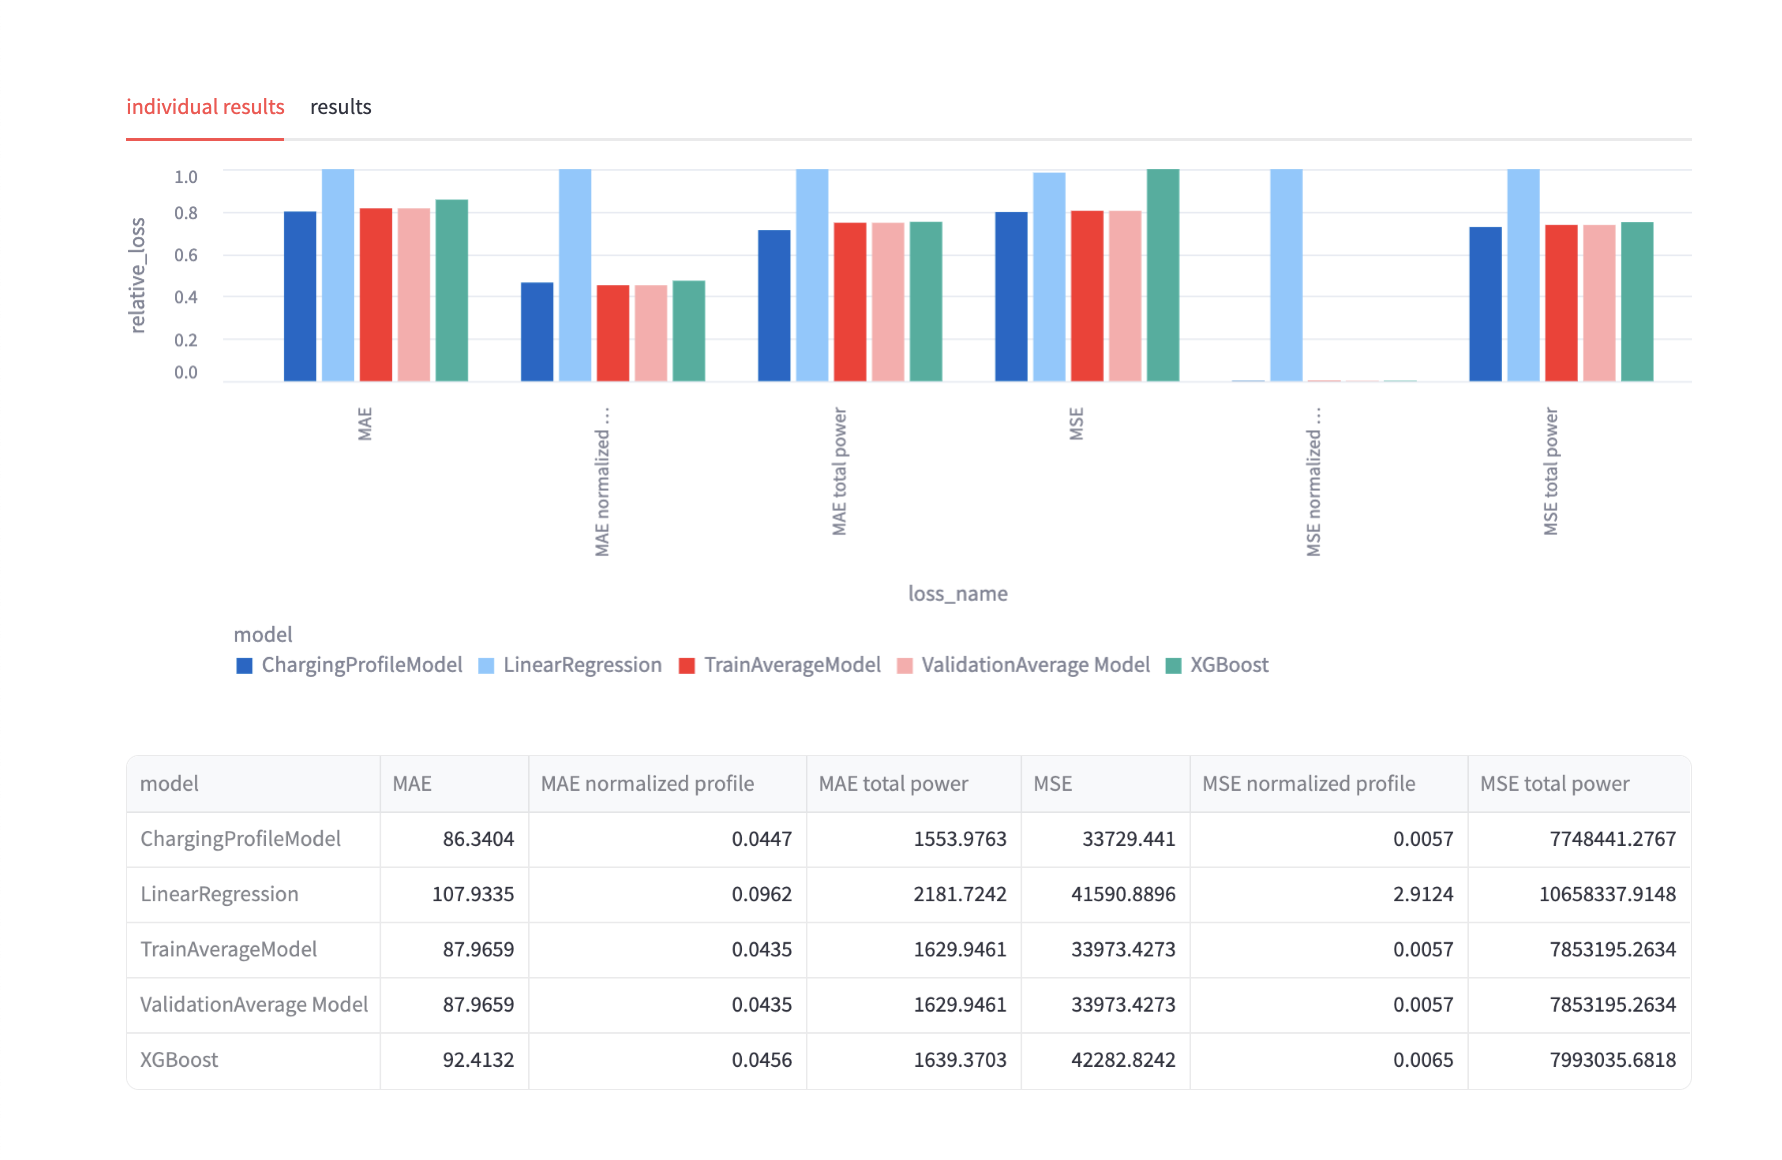 individual results results
relative_loss
1.0
0.8
0.6
0.4
0.2
0.0
MAE
MAE normalized …
MAE total power
MSE
MSE normalized …
MSE total power
loss_name
model
ChargingProfileModel LinearRegression TrainAverageModel ValidationAverage Model XGBoost
model MAE MAE normalized profile MAE total power MSE MSE normalized profile MSE total power
ChargingProfileModel 86.3404 0.0447 1553.9763 33729.441 0.0057 7748441.2767
LinearRegression 107.9335 0.0962 2181.7242 41590.8896 2.9124 10658337.9148
TrainAverageModel 87.9659 0.0435 1629.9461 33973.4273 0.0057 7853195.2634
ValidationAverage Model 87.9659 0.0435 1629.9461 33973.4273 0.0057 7853195.2634
XGBoost 92.4132 0.0456 1639.3703 42282.8242 0.0065 7993035.6818